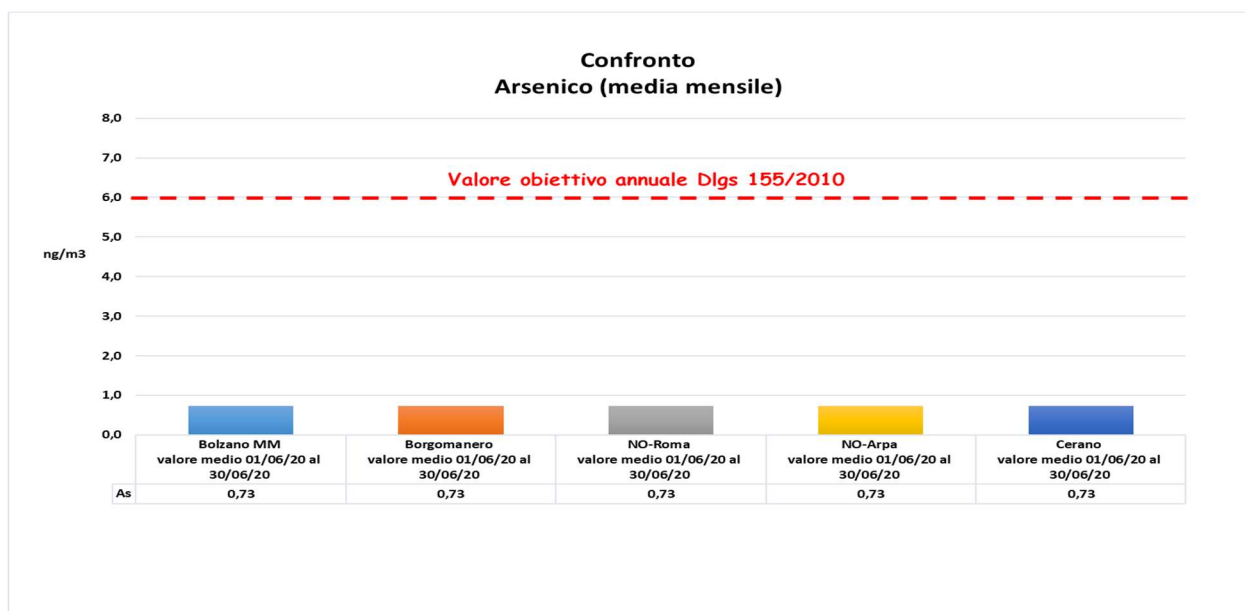 Confronto
Arsenico (media mensile)
8,0
7,0
Valore obiettivo annuale Dlgs 155/2010
6,0
5,0
ng/m3
4,0
3,0
2,0
1,0
0,0
Bolzano MM
valore medio 01/06/20 al
30/06/20
Borgomanero
valore medio 01/06/20 al
30/06/20
NO-Roma
valore medio 01/06/20 al
30/06/20
NO-Arpa
valore medio 01/06/20 al
30/06/20
Cerano
valore medio 01/06/20 al
30/06/20
As 0,73 0,73 0,73 0,73 0,73